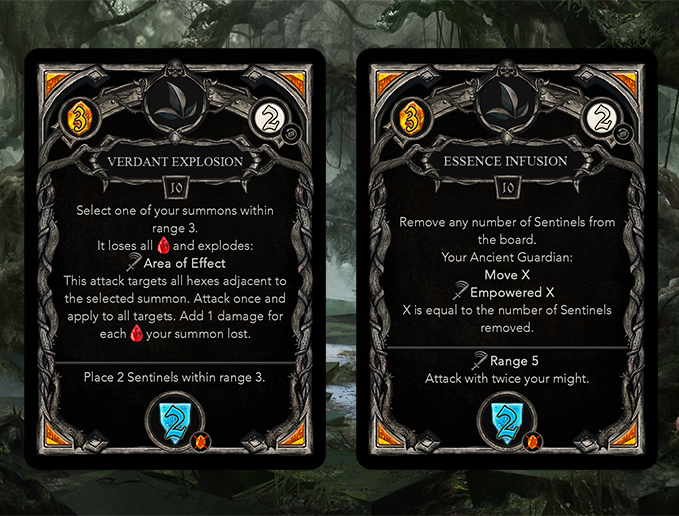 3
2
VERDANT EXPLOSION
10
Select one of your summons within
range 3.
It loses all and explodes:
Area of Effect
This attack targets all hexes adjacent to
the selected summon. Attack once and
apply to all targets. Add 1 damage for
each your summon lost.
Place 2 Sentinels within range 3.
2
3
2
ESSENCE INFUSION
10
Remove any number of Sentinels from
the board.
Your Ancient Guardian:
Move X
Empowered X
X is equal to the number of Sentinels
removed.
Range 5
Attack with twice your might.
2